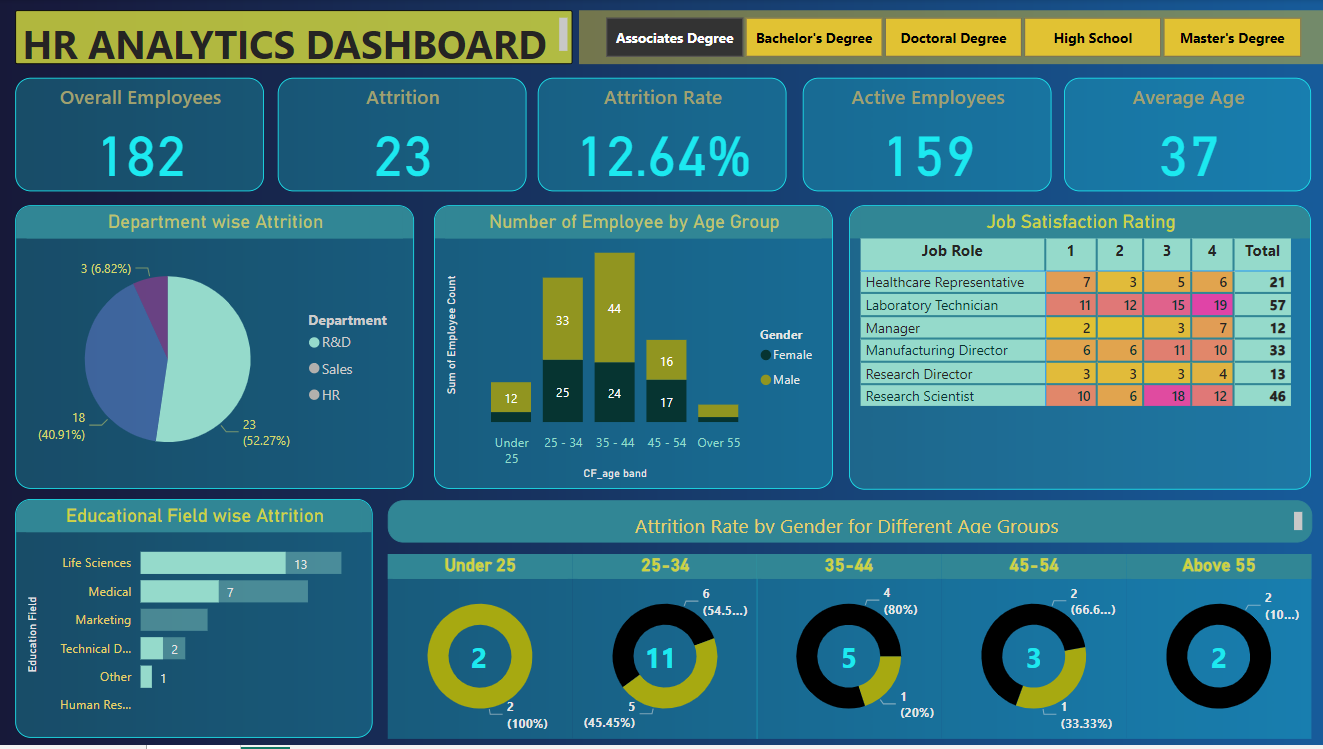 HR ANALYTICS DASHBOARD
Associates Degree
Bachelor's Degree
Doctoral Degree
High School
Master's Degree
Overall Employees
182
Attrition
23
Attrition Rate
12.64%
Active Employees
159
Average Age
37
Department wise Attrition
3 (6.82%)
18
(40.91%)
23
(52.27%)
Department
R&D
Sales
HR
Number of Employee by Age Group
Sum of Employee Count
12
33
25
44
24
16
17
Under
25
25 - 34
35 - 44
45 - 54
Over 55
CF_age band
Gender
Female
Male
Job Satisfaction Rating
Job Role 1 2 3 4 Total
Healthcare Representative 7 3 5 6 21
Laboratory Technician 11 12 15 19 57
Manager 2 3 7 12
Manufacturing Director 6 6 11 10 33
Research Director 3 3 3 4 13
Research Scientist 10 6 18 12 46
Educational Field wise Attrition
Education Field
Life Sciences 13
Medical 7
Marketing
Technical D... 2
Other 1
Human Res...
Attrition Rate by Gender for Different Age Groups
Under 25
2
2
(100%)
25-34
6
(54.5...)
11
5
(45.45%)
35-44
4
(80%)
5
1
(20%)
45-54
2
(66.6...)
3
1
(33.33%)
Above 55
2
(10...)
2